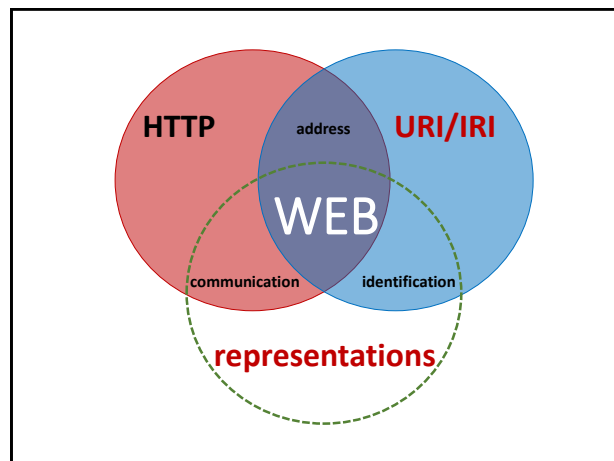 HTTP
address
URI/IRI
WEB
communication
identification
representations